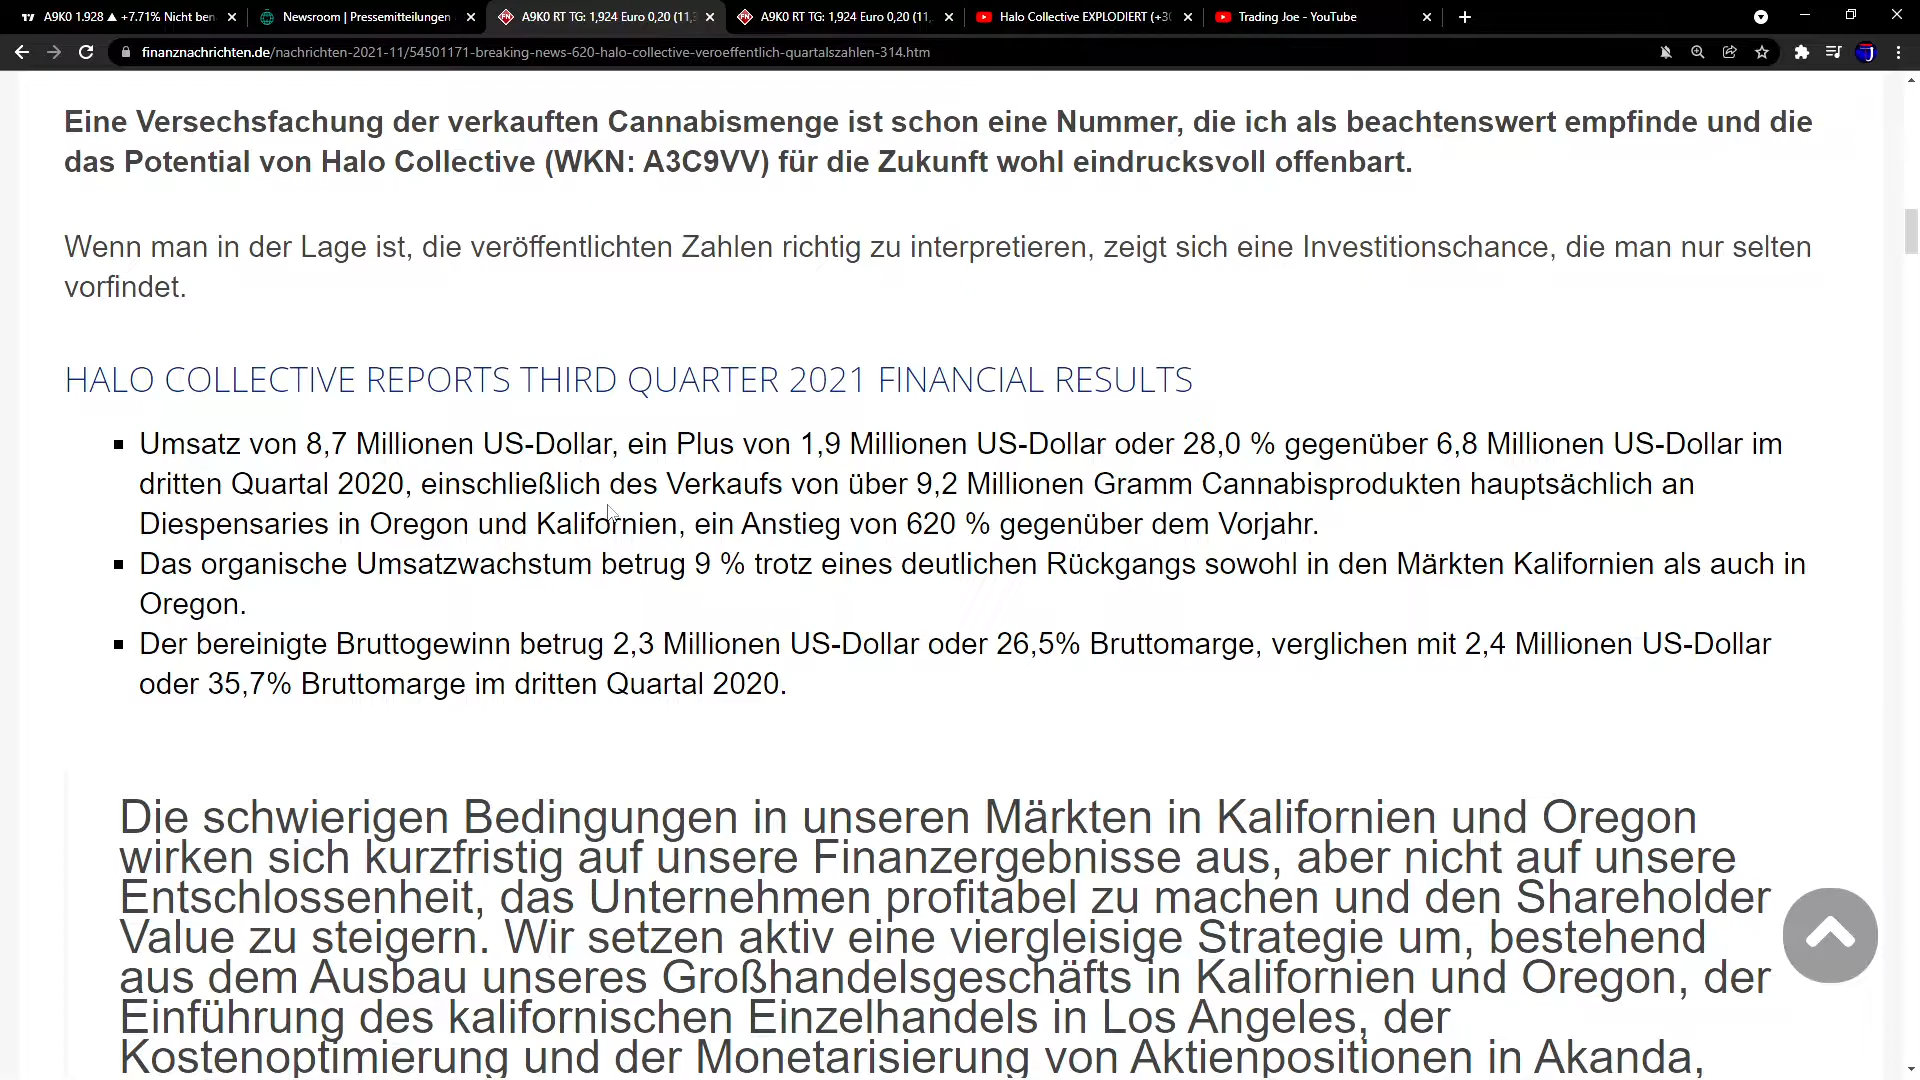 A9K0 1.928 ▲ +7.71% Nicht ben
Newsroom | Pressemitteilungen
A9K0 RT TG: 1,924 Euro 0,20 (11,
A9K0 RT TG: 1,924 Euro 0,20 (11,
Halo Collective EXPLODIERT (+30
Trading Joe - YouTube
finanznachrichten.de/nachrichten-2021-11/54501171-breaking-news-620-halo-collective-veroeffentlich-quartalszahlen-314.htm
Eine Versechsfachung der verkauften Cannabismenge ist schon eine Nummer, die ich als beachtenswert empfinde und die
das Potential von Halo Collective (WKN: A3C9VV) für die Zukunft wohl eindrucksvoll offenbart.
Wenn man in der Lage ist, die veröffentlichten Zahlen richtig zu interpretieren, zeigt sich eine Investitionschance, die man nur selten
vorfindet.
HALO COLLECTIVE REPORTS THIRD QUARTER 2021 FINANCIAL RESULTS
▪ Umsatz von 8,7 Millionen US-Dollar, ein Plus von 1,9 Millionen US-Dollar oder 28,0 % gegenüber 6,8 Millionen US-Dollar im
dritten Quartal 2020, einschließlich des Verkaufs von über 9,2 Millionen Gramm Cannabisprodukten hauptsächlich an
Diespensaries in Oregon und Kalifornien, ein Anstieg von 620 % gegenüber dem Vorjahr.
▪ Das organische Umsatzwachstum betrug 9 % trotz eines deutlichen Rückgangs sowohl in den Märkten Kalifornien als auch in
Oregon.
▪ Der bereinigte Bruttogewinn betrug 2,3 Millionen US-Dollar oder 26,5% Bruttomarge, verglichen mit 2,4 Millionen US-Dollar
oder 35,7% Bruttomarge im dritten Quartal 2020.
Die schwierigen Bedingungen in unseren Märkten in Kalifornien und Oregon
wirken sich kurzfristig auf unsere Finanzergebnisse aus, aber nicht auf unsere
Entschlossenheit, das Unternehmen profitabel zu machen und den Shareholder
Value zu steigern. Wir setzen aktiv eine viergleisige Strategie um, bestehend
aus dem Ausbau unseres Großhandelsgeschäfts in Kalifornien und Oregon, der
Einführung des kalifornischen Einzelhandels in Los Angeles, der
Kostenoptimierung und der Monetarisierung von Aktienpositionen in Akanda,